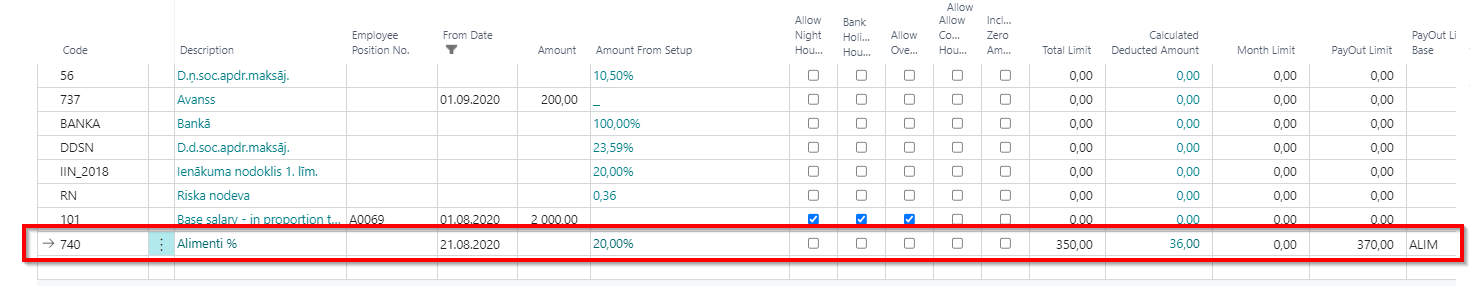 Code Description Employee Position No. From Date Amount Amount From Setup Allow Night Hou... Bank Holi... Hou... Allow Ove... Allow Allow Co... Hou... Incl... Zero Am... Total Limit Calculated Deducted Amount Month Limit PayOut Limit PayOut Li Base
56 D.ņ.soc.apdr.maksāj. 10,50% 0,00 0,00 0,00 0,00
737 Avanss 01.09.2020 200,00 _ 0,00 0,00 0,00 0,00
BANKA Bankā 100,00% 0,00 0,00 0,00 0,00
DDSN D.d.soc.apdr.maksāj. 23,59% 0,00 0,00 0,00 0,00
IIN_2018 Ienākuma nodoklis 1. līm. 20,00% 0,00 0,00 0,00 0,00
RN Riska nodeva 0,36 0,00 0,00 0,00 0,00
101 Base salary - in proportion t... A0069 01.08.2020 2 000,00 0,00 0,00 0,00 0,00
740 Alimenti % 21.08.2020 20,00% 350,00 36,00 0,00 370,00 ALIM